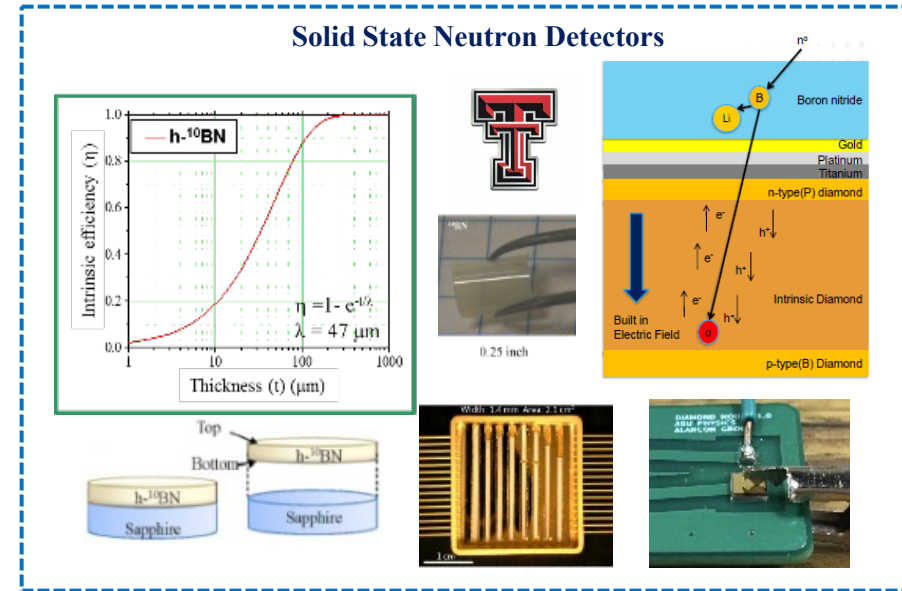 Solid State Neutron Detectors
h-¹⁰BN
Intrinsic efficiency (η)
1.0
0.8
0.6
0.4
0.2
0.0
η =1- e⁻ᵗ/λ
λ = 47 μm
1
10
100
1000
Thickness (t) (μm)
¹⁰BN
0.25 inch
n⁰
B
Li
Boron nitride
Gold
Platinum
Titanium
n-type(P) diamond
e⁻
h⁺
e⁻
h⁺
e⁻
h⁺
Built in
Electric Field
Intrinsic Diamond
α
p-type(B) Diamond
Top
Bottom
h-¹⁰BN
h-¹⁰BN
Sapphire
Sapphire
Width: 1.4 mm Area: 2.1 cm²
1 cm
DIAMOND
ASU PHYSICS
ALARCON GROUP